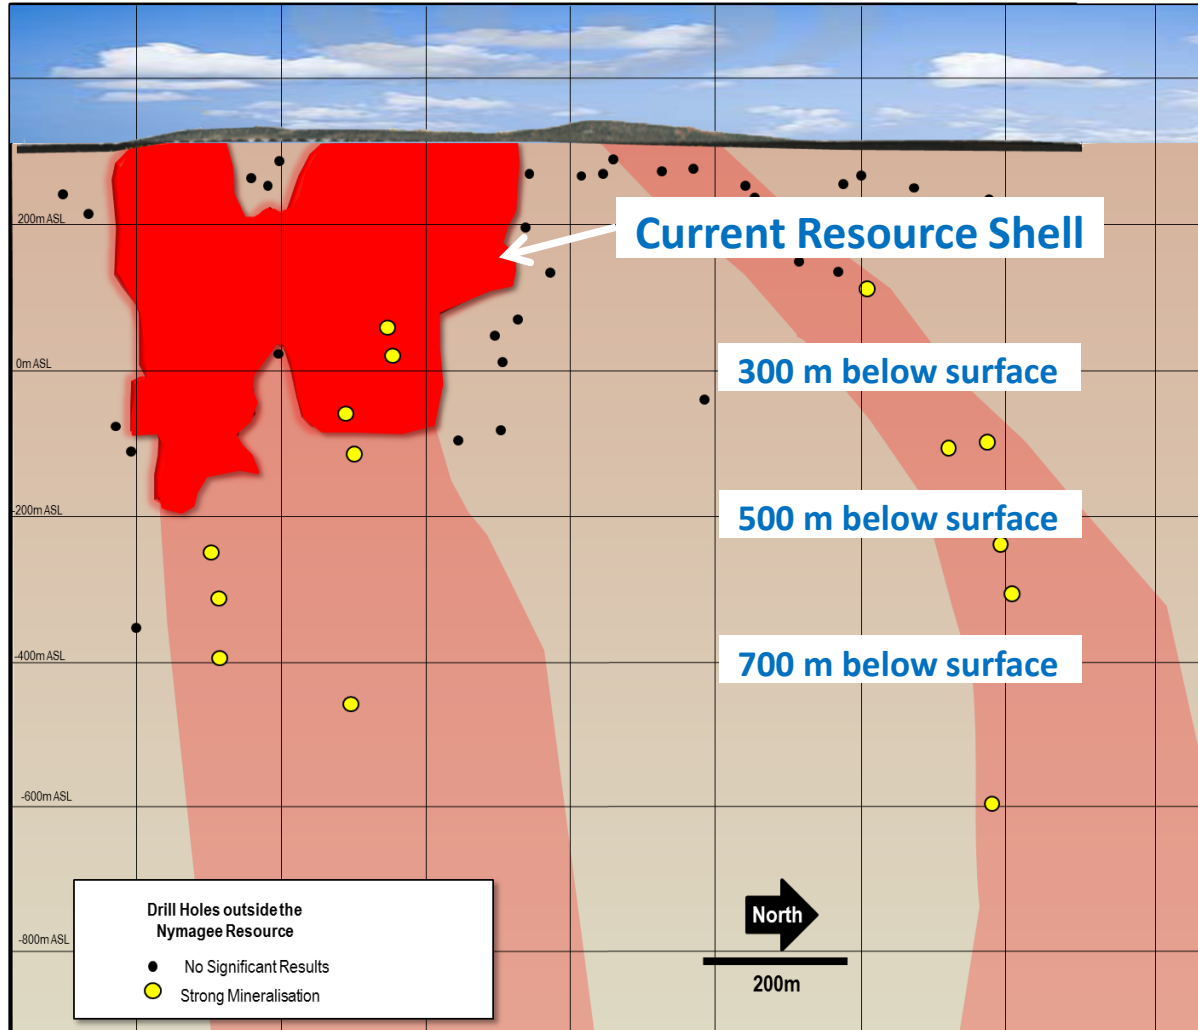 200m ASL
Current Resource Shell
0m ASL
300 m below surface
-200m ASL
500 m below surface
-400m ASL
700 m below surface
-600m ASL
Drill Holes outside the
Nymagee Resource
No Significant Results
Strong Mineralisation
North
200m
-800m ASL